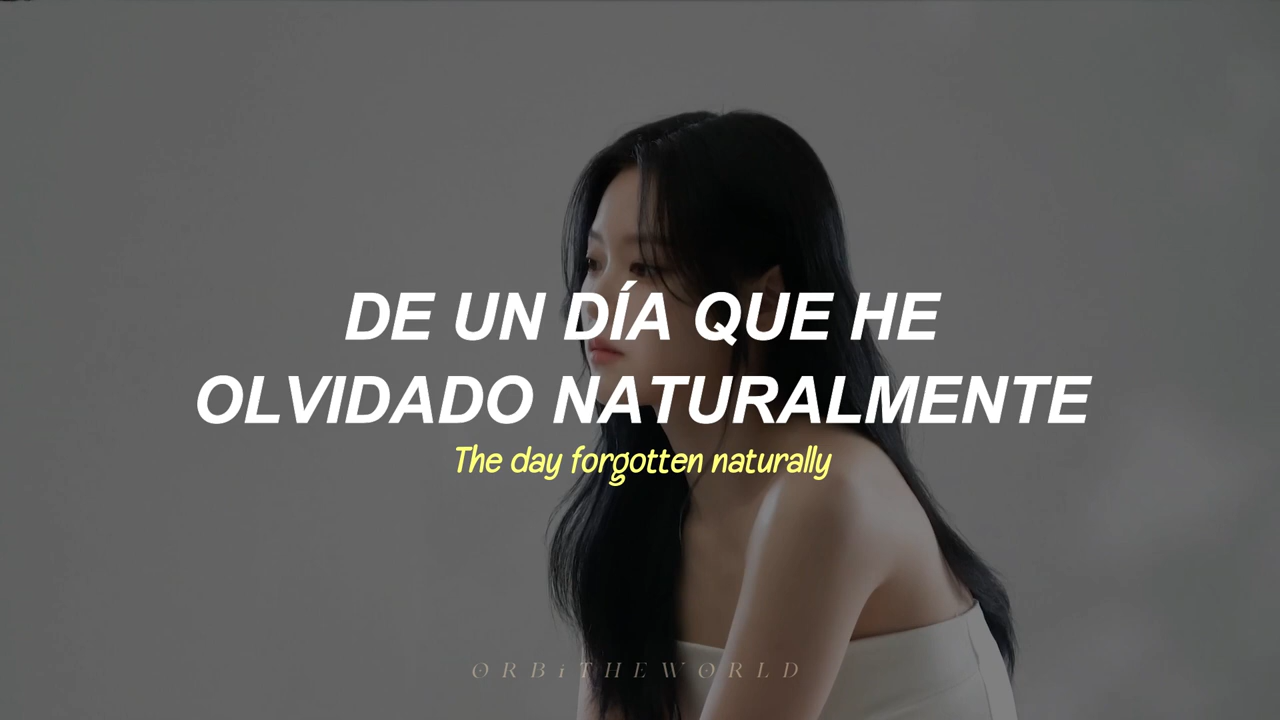 DE UN DÍA QUE HE
OLVIDADO NATURALMENTE
The day forgotten naturally
ORBiTHEWORLD